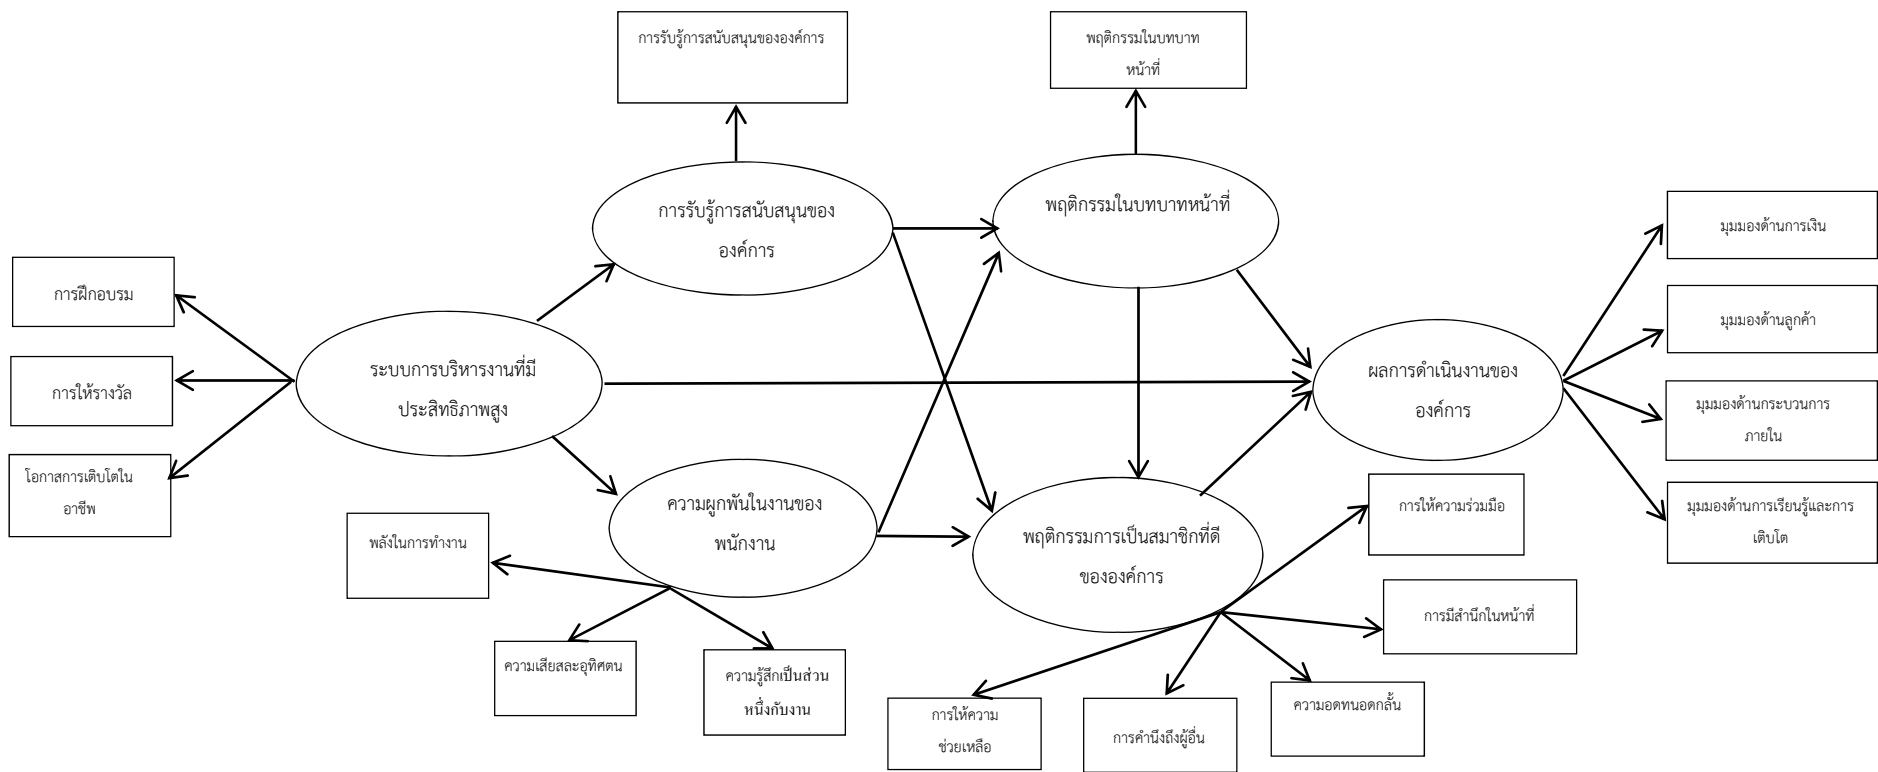 การรับรู้การสนับสนุนขององค์การ
พฤติกรรมในบทบาท
หน้าที่
การรับรู้การสนับสนุนของ
องค์การ
พฤติกรรมในบทบาทหน้าที่
มุมมองด้านการเงิน
การฝึกอบรม
มุมมองด้านลูกค้า
ระบบการบริหารงานที่มี
ประสิทธิภาพสูง
ผลการดำเนินงานของ
องค์การ
การให้รางวัล
มุมมองด้านกระบวนการ
ภายใน
โอกาสการเติบโตใน
อาชีพ
ความผูกพันในงานของ
พนักงาน
การให้ความร่วมมือ
มุมมองด้านการเรียนรู้และการ
เติบโต
พลังในการทำงาน
พฤติกรรมการเป็นสมาชิกที่ดี
ขององค์การ
การมีสำนึกในหน้าที่
ความเสียสละอุทิศตน
ความรู้สึกเป็นส่วน
หนึ่งกับงาน
การให้ความ
ช่วยเหลือ
การคำนึงถึงผู้อื่น
ความอดทนอดกลั้น